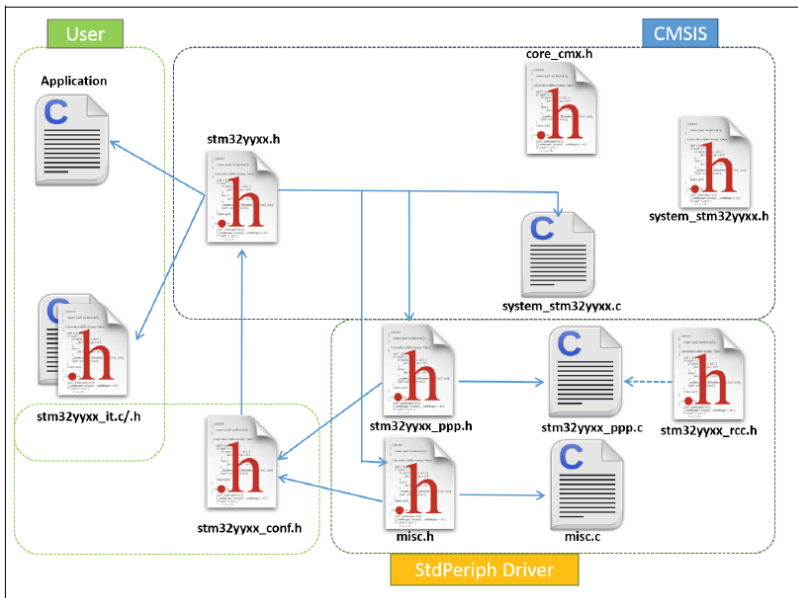 User
CMSIS
Application
core_cmx.h
.h
stm32yyxx.h
C
.h
.h
system_stm32yyxx.h
C
system_stm32yyxx.c
C
.h
stm32yyxx_it.c/.h
.h
stm32yyxx_ppp.h
C
stm32yyxx_ppp.c
.h
stm32yyxx_rcc.h
.h
stm32yyxx_conf.h
.h
misc.h
C
misc.c
StdPeriph Driver